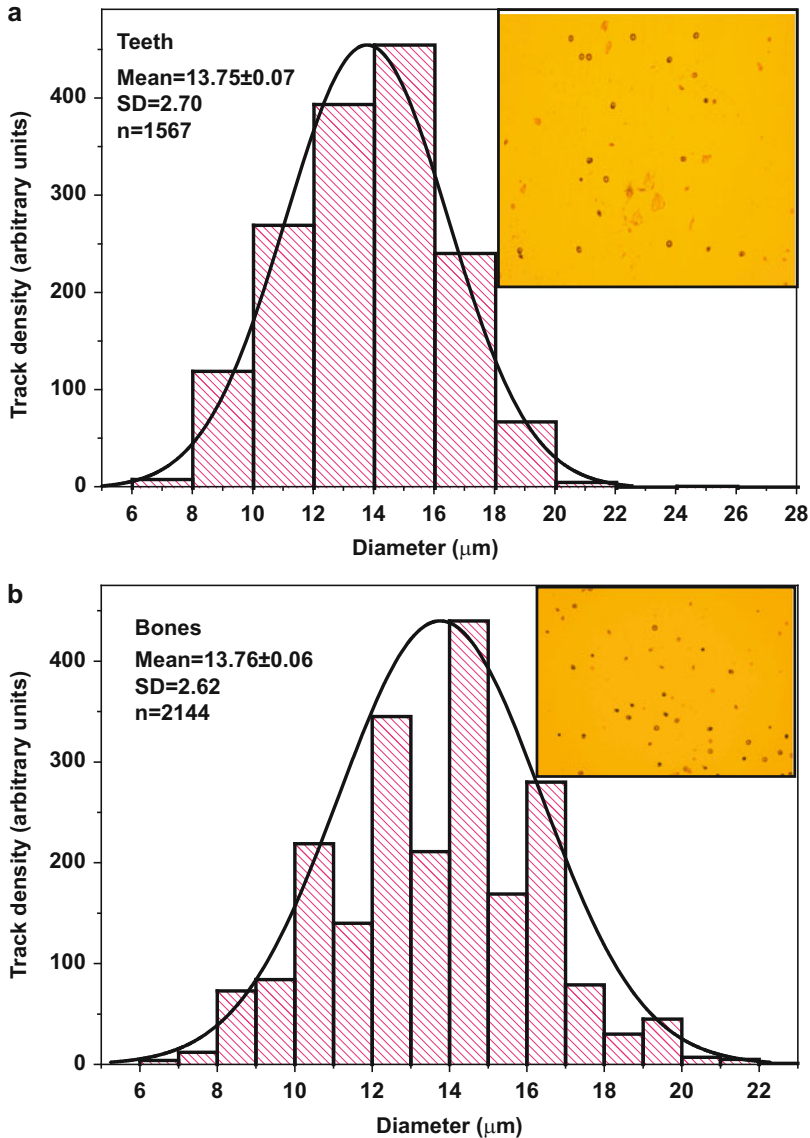 a
Teeth
Mean=13.75±0.07
SD=2.70
n=1567
Track density (arbitrary units)
400
300
200
100
0
6 8 10 12 14 16 18 20 22 24 26 28
Diameter (μm)
b
Bones
Mean=13.76±0.06
SD=2.62
n=2144
Track density (arbitrary units)
400
300
200
100
0
6 8 10 12 14 16 18 20 22
Diameter (μm)